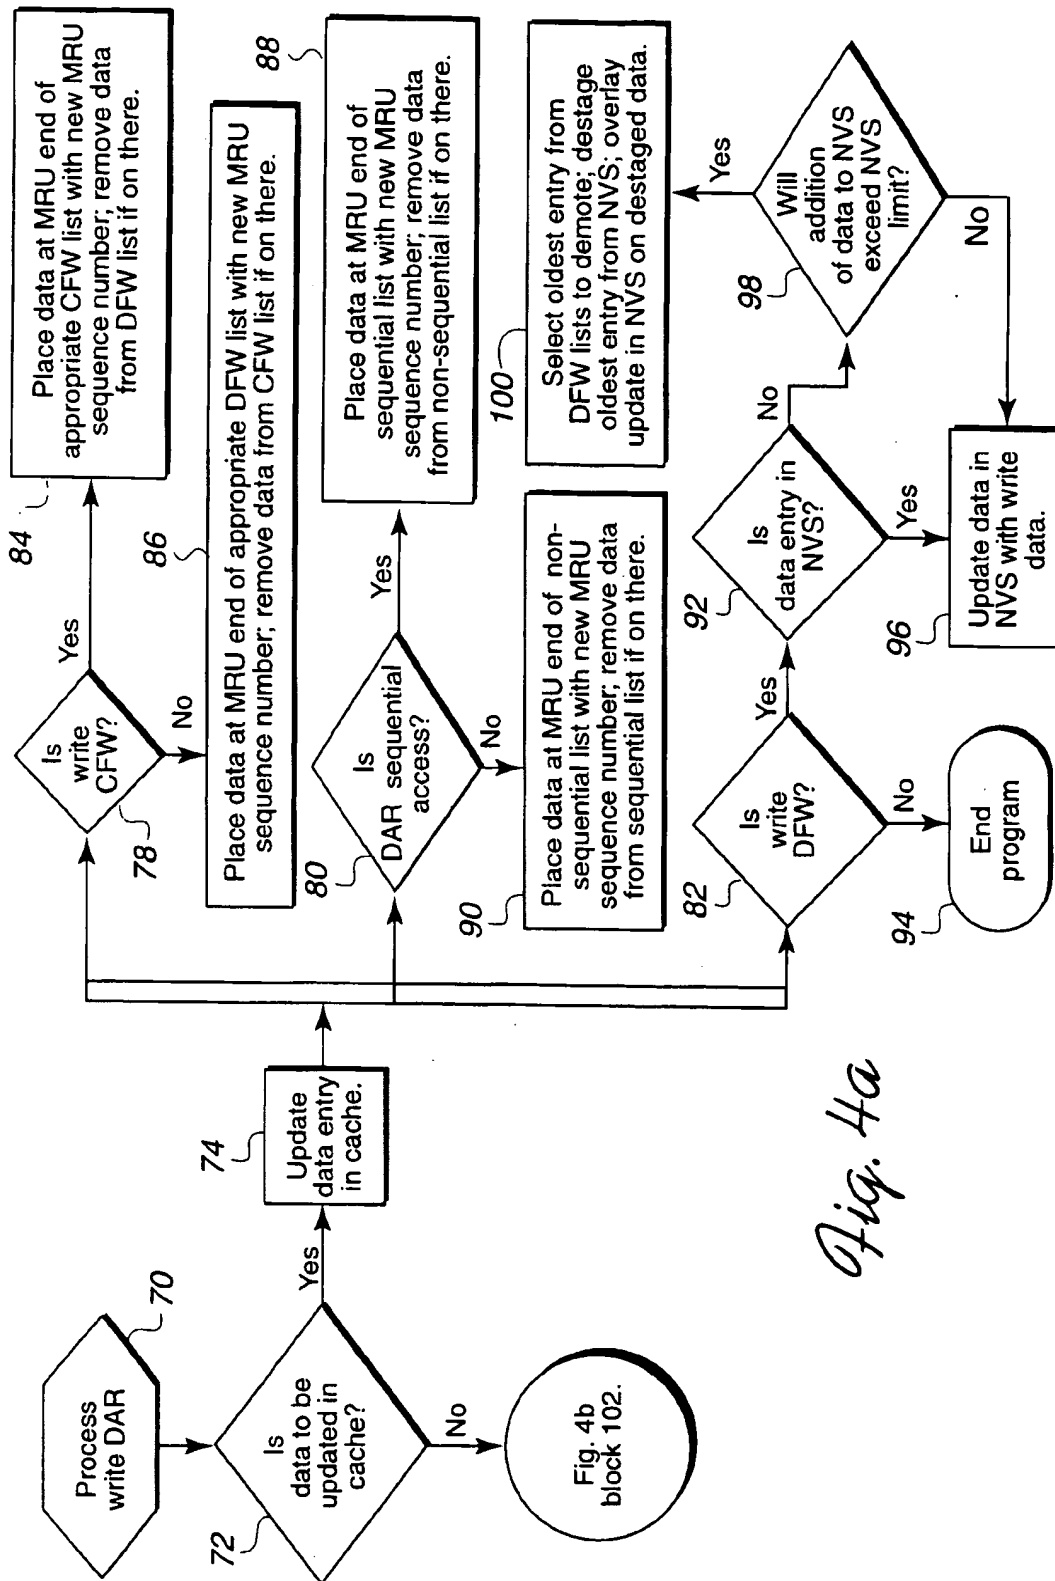 Process
write DAR
70
Is
data to be
updated in
cache?
72
Yes
No
Fig. 4b
block 102.
74
Update
data entry
in cache.
Is
write
CFW?
78
Yes
No
84
Place data at MRU end of
appropriate CFW list with new MRU
sequence number; remove data
from DFW list if on there.
86
Place data at MRU end of appropriate DFW list with new MRU
sequence number; remove data from CFW list if on there.
Is
DAR sequential
access?
80
Yes
No
88
Place data at MRU end of
sequential list with new MRU
sequence number; remove data
from non-sequential list if on there.
90
Place data at MRU end of non-
sequential list with new MRU
sequence number; remove data
from sequential list if on there.
Is
write
DFW?
82
Yes
No
End
program
94
Is
data entry in
NVS?
92
No
Yes
96
Update data in
NVS with write
data.
Will
addition
of data to NVS
exceed NVS
limit?
98
Yes
No
100
Select oldest entry from
DFW lists to demote; destage
oldest entry from NVS; overlay
update in NVS on destaged data.
Fig. 4a